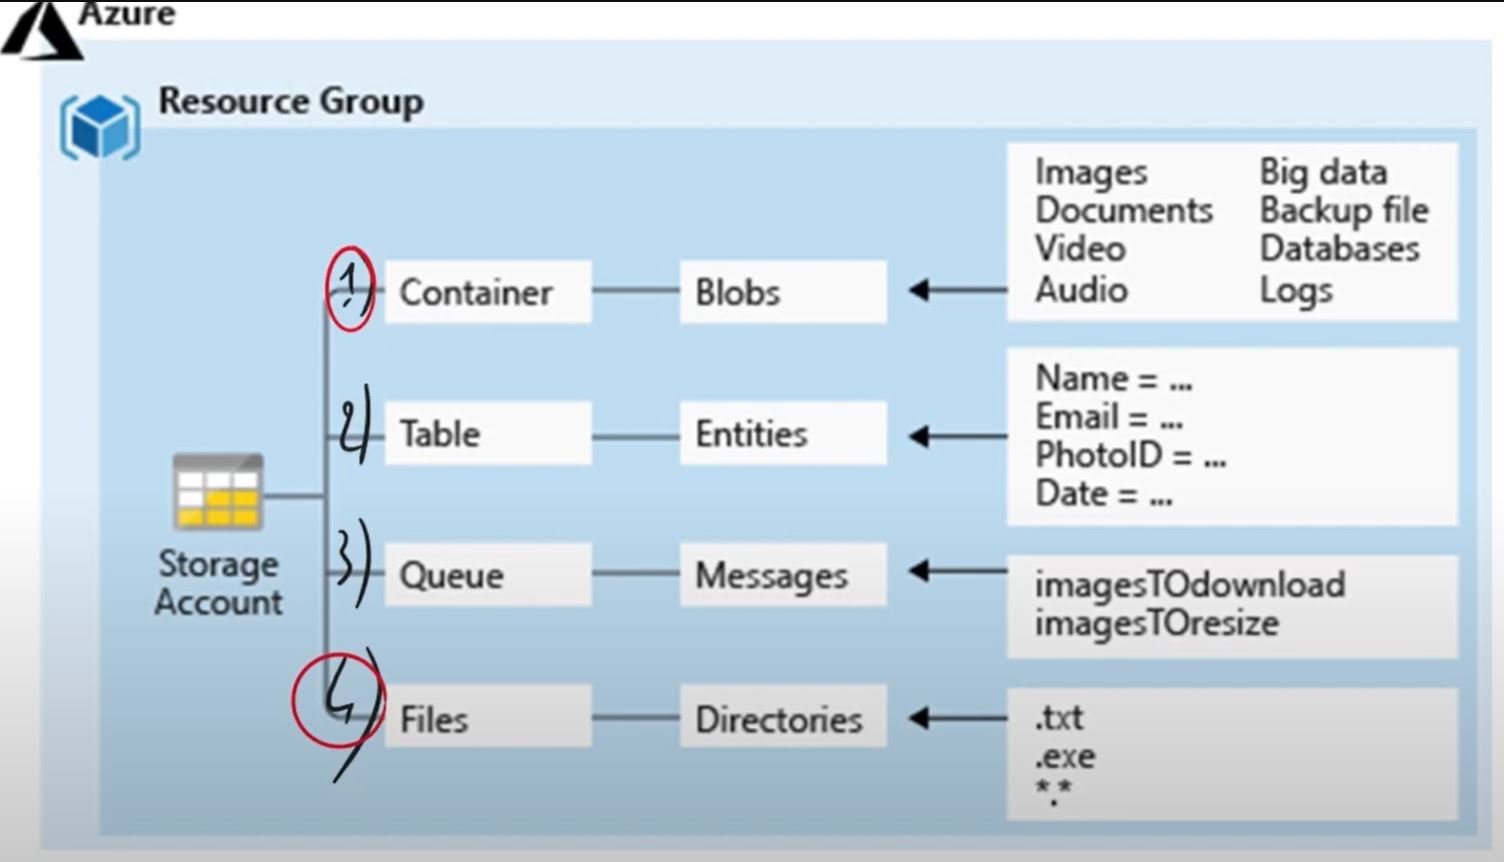 Azure
Resource Group
Images Big data
Documents Backup file
Video Databases
Audio Logs
1) Container Blobs
Name = ...
Email = ...
PhotoID = ...
Date = ...
2) Table Entities
Storage
Account
3) Queue Messages
imagesTOdownload
imagesTOresize
4) Files Directories
.txt
.exe
*.*